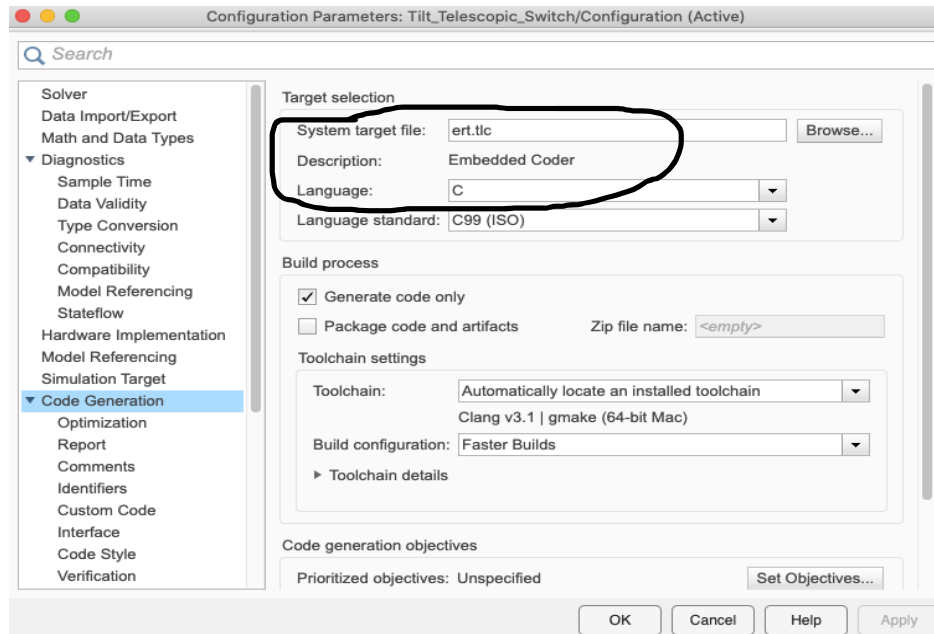 Configuration Parameters: Tilt_Telescopic_Switch/Configuration (Active)
Search
Solver
Data Import/Export
Math and Data Types
Diagnostics
Sample Time
Data Validity
Type Conversion
Connectivity
Compatibility
Model Referencing
Stateflow
Hardware Implementation
Model Referencing
Simulation Target
Code Generation
Optimization
Report
Comments
Identifiers
Custom Code
Interface
Code Style
Verification
Target selection
System target file: ert.tlc Browse...
Description: Embedded Coder
Language: C
Language standard: C99 (ISO)
Build process
Generate code only
Package code and artifacts Zip file name: <empty>
Toolchain settings
Toolchain: Automatically locate an installed toolchain
Clang v3.1 | gmake (64-bit Mac)
Build configuration: Faster Builds
Toolchain details
Code generation objectives
Prioritized objectives: Unspecified Set Objectives...
OK Cancel Help Apply